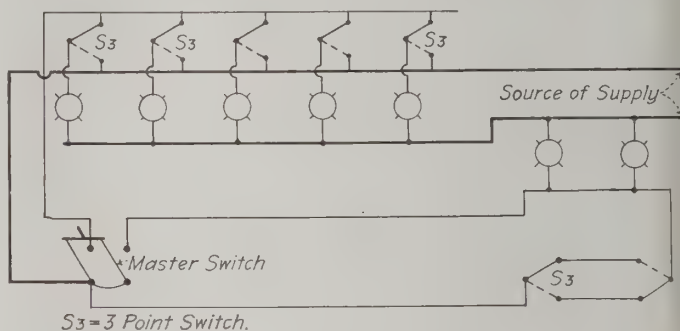 S3
S3
S3
Source of Supply
Master Switch
S3
S3=3 Point Switch.